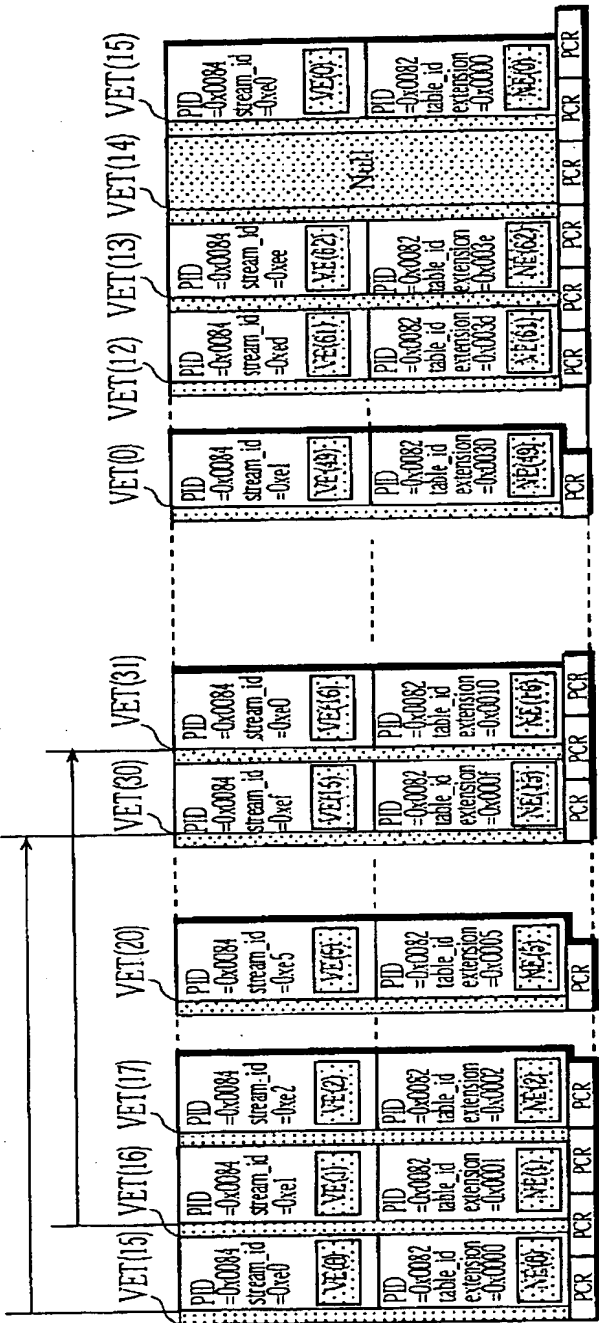 VET(15)
PID
=0x0084
stream_id
=0xe0
VE(0)
PID
=0x0082
table_id
extension
=0x0000
NE(0)
PCR
VET(16)
PID
=0x0084
stream_id
=0xe1
VE(1)
PID
=0x0082
table_id
extension
=0x0001
NE(1)
PCR
PCR
VET(17)
PID
=0x0084
stream_id
=0xe2
VE(2)
PID
=0x0082
table_id
extension
=0x0002
NE(2)
PCR
PCR
VET(20)
PID
=0x0084
stream_id
=0xe5
VE(5)
PID
=0x0082
table_id
extension
=0x0005
NE(5)
PCR
VET(30)
PID
=0x0084
stream_id
=0xef
VE(15)
PID
=0x0082
table_id
extension
=0x000f
NE(15)
PCR
VET(31)
PID
=0x0084
stream_id
=0xe0
VE(16)
PID
=0x0082
table_id
extension
=0x0010
NE(16)
PCR
PCR
VET(0)
PID
=0x0084
stream_id
=0xe1
VE(49)
PID
=0x0082
table_id
extension
=0x0030
NE(49)
PCR
VET(12)
PID
=0x0084
stream_id
=0xed
VE(61)
PID
=0x0082
table_id
extension
=0x003d
PCR
VET(13)
PID
=0x0084
stream_id
=0xee
VE(62)
PID
=0x0082
table_id
extension
=0x003e
NE(62)
PCR
PCR
VET(14)
Null
PCR
VET(15)
PID
=0x0084
stream_id
=0xe0
VE(0)
PID
=0x0082
table_id
extension
=0x0000
NE(0)
PCR
PCR